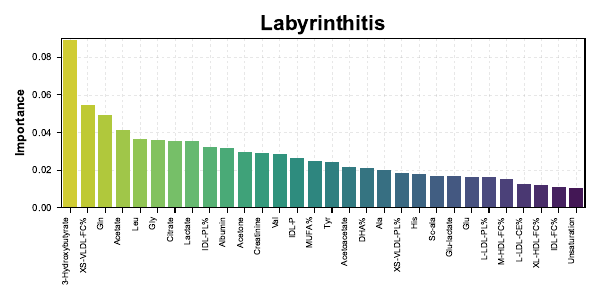 Labyrinthitis
Importance
0.08
0.06
0.04
0.02
0.00
3-Hydroxybutyrate
XS-VLDL-FC%
Gln
Acetate
Leu
Gly
Citrate
Lactate
IDL-PL%
Albumin
Acetone
Creatinine
Val
IDL-P
MUFA%
Tyr
Acetoacetate
DHA%
Ala
XS-VLDL-PL%
His
Sc-ala
Glu-lactate
Glu
L-LDL-PL%
M-HDL-FC%
L-LDL-CE%
XL-HDL-FC%
IDL-FC%
Unsaturation